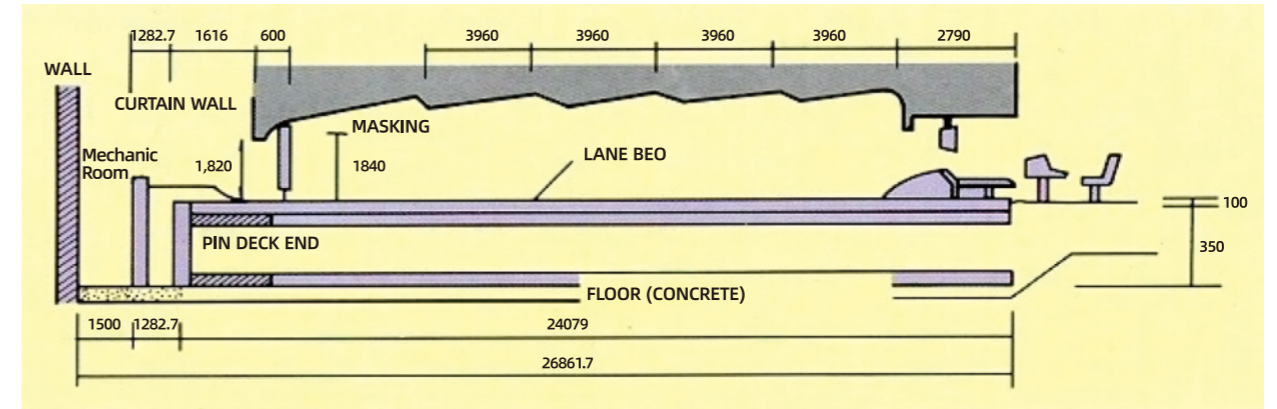 1282.7 1616 600 3960 3960 3960 3960 2790
WALL
CURTAIN WALL
MASKING
Mechanic
Room
1,820
1840
LANE BEO
100
PIN DECK END
350
FLOOR (CONCRETE)
1500 1282.7 24079
26861.7